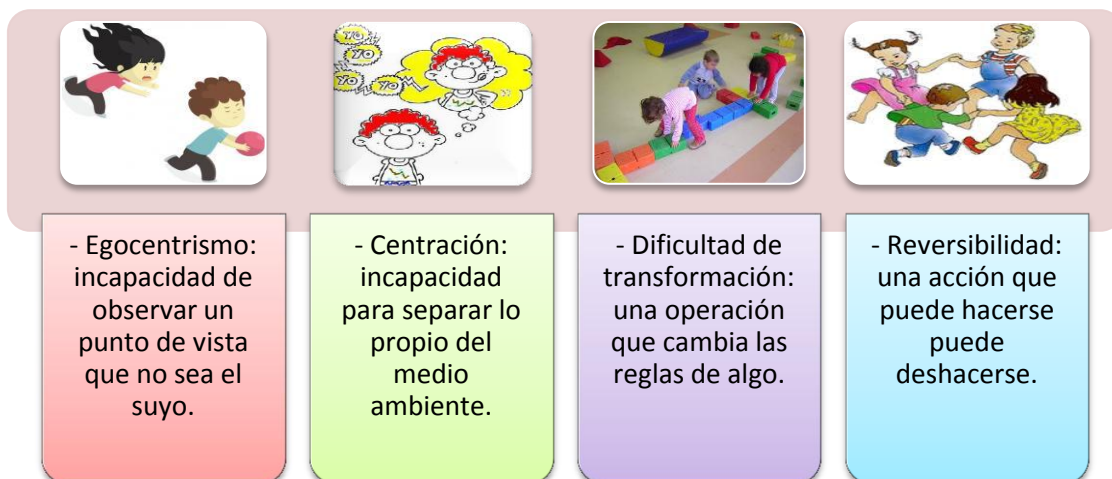 YO
YO
YO
YO
- Egocentrismo:
incapacidad de
observar un
punto de vista
que no sea el
suyo.
- Centración:
incapacidad
para separar lo
propio del
medio
ambiente.
- Dificultad de
transformación:
una operación
que cambia las
reglas de algo.
- Reversibilidad:
una acción que
puede hacerse
puede
deshacerse.